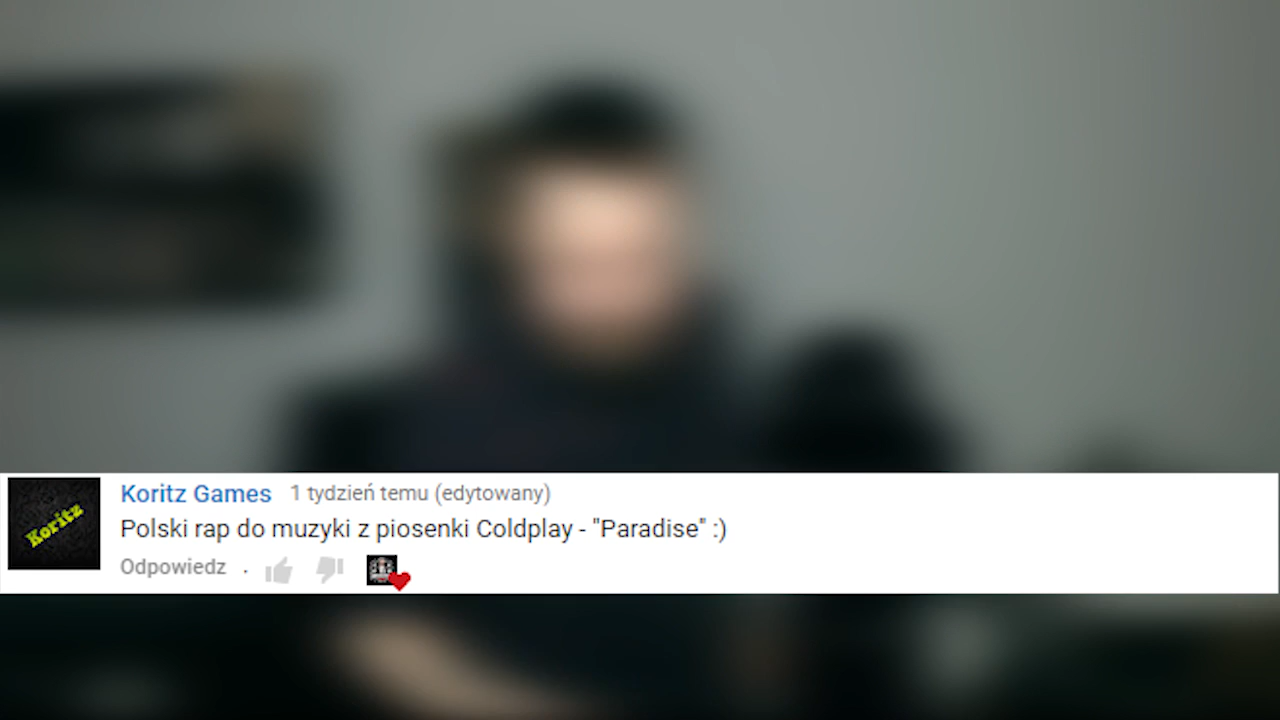 Koritz
Koritz Games 1 tydzień temu (edytowany)
Polski rap do muzyki z piosenki Coldplay - "Paradise" :)
Odpowiedz .